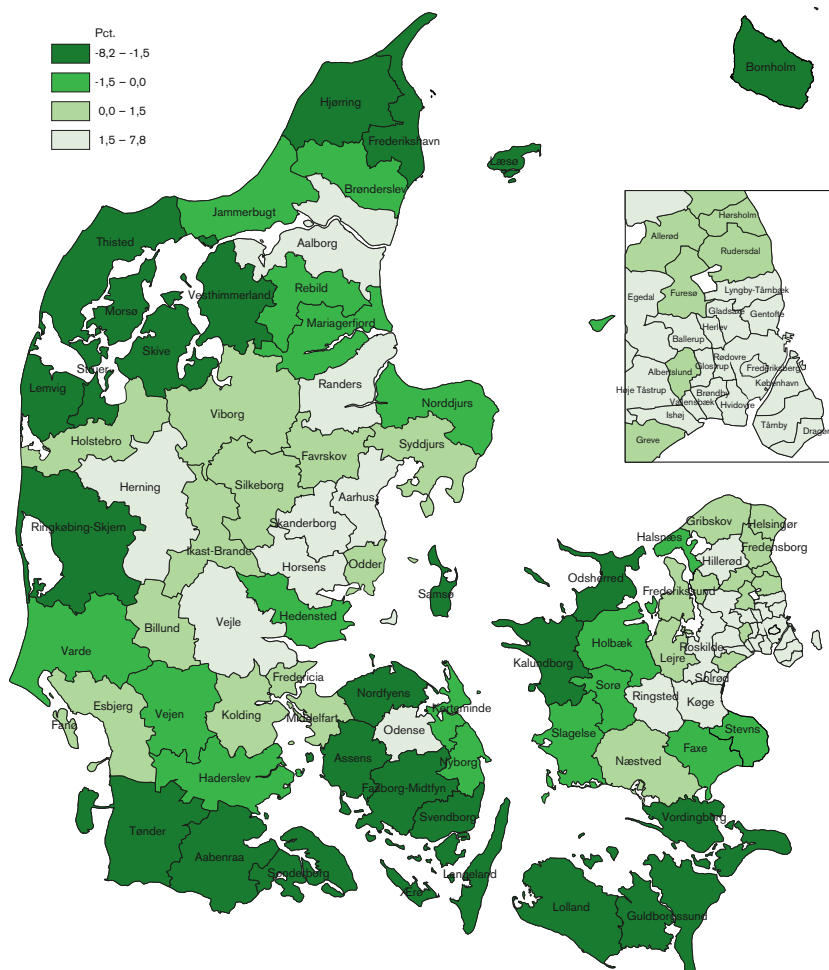 Pct.
-8,2 – -1,5
-1,5 – 0,0
0,0 – 1,5
1,5 – 7,8
Bornholm
Hjørring
Frederikshavn
Læsø
Brønderslev
Jammerbugt
Thisted
Aalborg
Vesthimmerland
Rebild
Morsø
Mariagerfjord
Skive
Struer
Lemvig
Randers
Norddjurs
Viborg
Holstebro
Syddjurs
Favrskov
Herning
Silkeborg
Aarhus
Skanderborg
Ringkøbing-Skjern
Ikast-Brande
Horsens
Odder
Samsø
Hedensted
Billund
Vejle
Varde
Fredericia
Esbjerg
Vejen
Kolding
Middelfart
Fanø
Nordfyens
Kerteminde
Odense
Assens
Nyborg
Haderslev
Faaborg-Midtfyn
Svendborg
Tønder
Aabenraa
Sønderborg
Ærø
Langeland
Hørsholm
Allerød
Rudersdal
Egedal
Furesø
Lyngby-Tårnbæk
Gladsaxe
Gentofte
Herlev
Ballerup
Rødovre
Glostrup
Albertslund
Frederiksberg
Høje Tåstrup
København
Brøndby
Vallensbæk
Hvidovre
Ishøj
Tårnby
Dragør
Greve
Gribskov
Helsingør
Halsnæs
Fredensborg
Hillerød
Odsherred
Frederikssund
Holbæk
Roskilde
Kalundborg
Lejre
Solrød
Sorø
Ringsted
Køge
Stevns
Slagelse
Faxe
Næstved
Vordingborg
Lolland
Guldborgssund